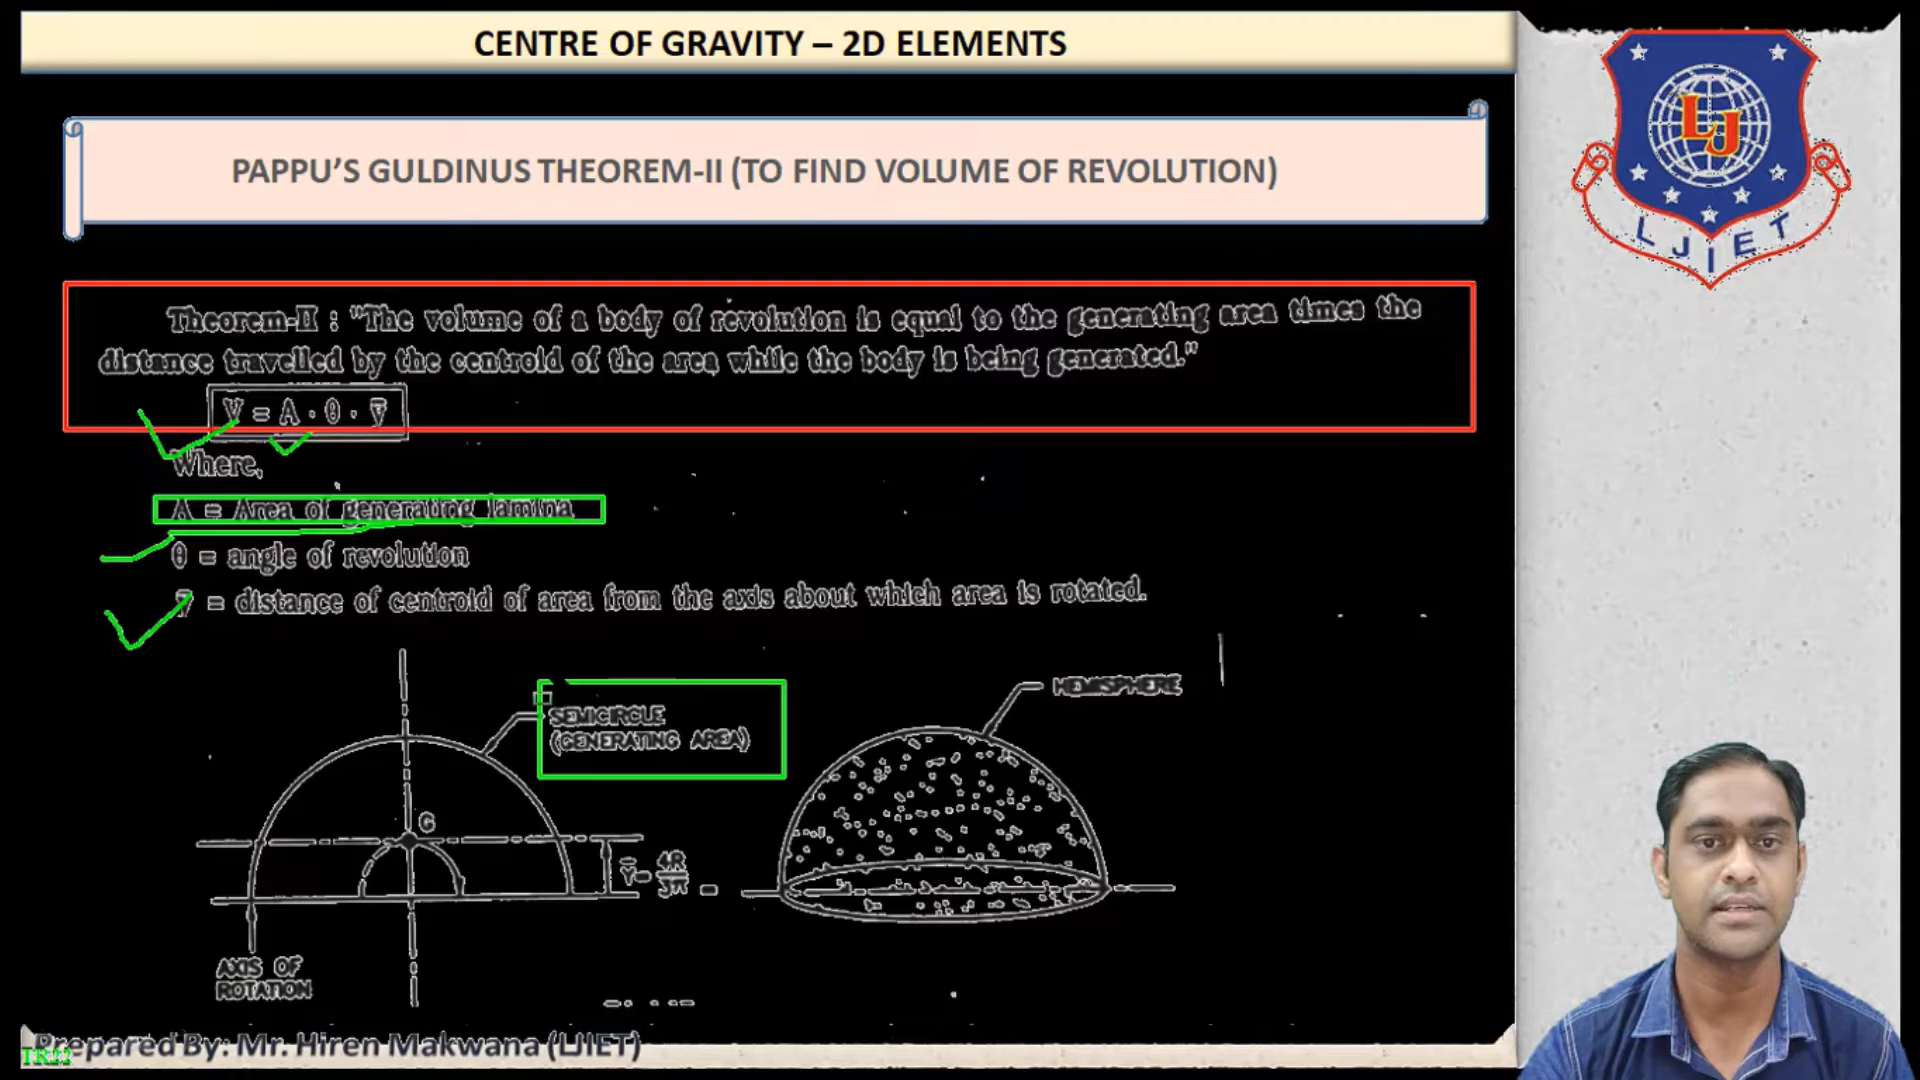 CENTRE OF GRAVITY – 2D ELEMENTS
PAPPU’S GULDINUS THEOREM-II (TO FIND VOLUME OF REVOLUTION)
Theorem-II : "The volume of a body of revolution is equal to the generating area times the
distance travelled by the centroid of the area while the body is being generated."
V = A · θ · ȳ
Where,
A = Area of generating lamina
θ = angle of revolution
ȳ = distance of centroid of area from the axis about which area is rotated.
HEMISPHERE
SEMICIRCLE
(GENERATING AREA)
G
Ȳ = 4R/3π =
AXIS OF
ROTATION
LJ
LJIET
Prepared By: Mr. Hiren Makwana (LJIET)
TR22